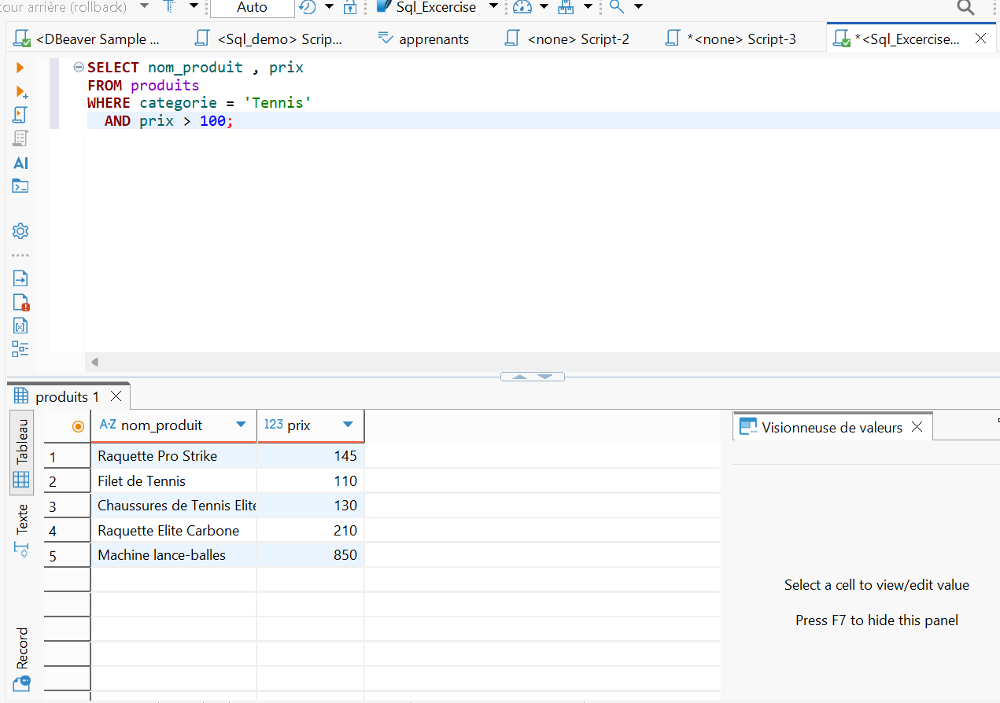 tour arrière (rollback) Auto Sql_Excercise
<DBeaver Sample ... <Sql_demo> Scrip... apprenants <none> Script-2 *<none> Script-3 *<Sql_Excercise...
SELECT nom_produit , prix
FROM produits
WHERE categorie = 'Tennis'
AND prix > 100;
AI
produits 1
Tableau
Texte
Record
A-Z nom_produit 123 prix
1 Raquette Pro Strike 145
2 Filet de Tennis 110
3 Chaussures de Tennis Elite 130
4 Raquette Elite Carbone 210
5 Machine lance-balles 850
Visionneuse de valeurs
Select a cell to view/edit value
Press F7 to hide this panel